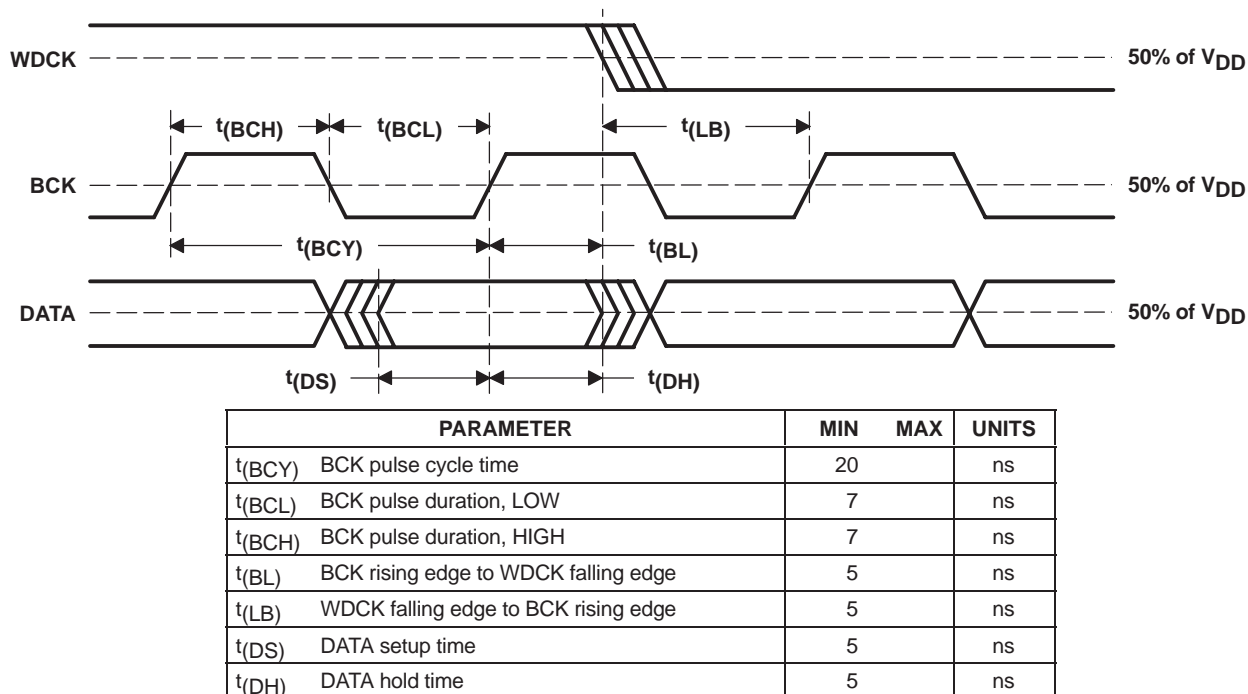 WDCK
50% of VDD
t(BCH)
t(BCL)
t(LB)
BCK
50% of VDD
t(BCY)
t(BL)
DATA
50% of VDD
t(DS)
t(DH)
PARAMETER MIN MAX UNITS
t(BCY) BCK pulse cycle time 20 ns
t(BCL) BCK pulse duration, LOW 7 ns
t(BCH) BCK pulse duration, HIGH 7 ns
t(BL) BCK rising edge to WDCK falling edge 5 ns
t(LB) WDCK falling edge to BCK rising edge 5 ns
t(DS) DATA setup time 5 ns
t(DH) DATA hold time 5 ns